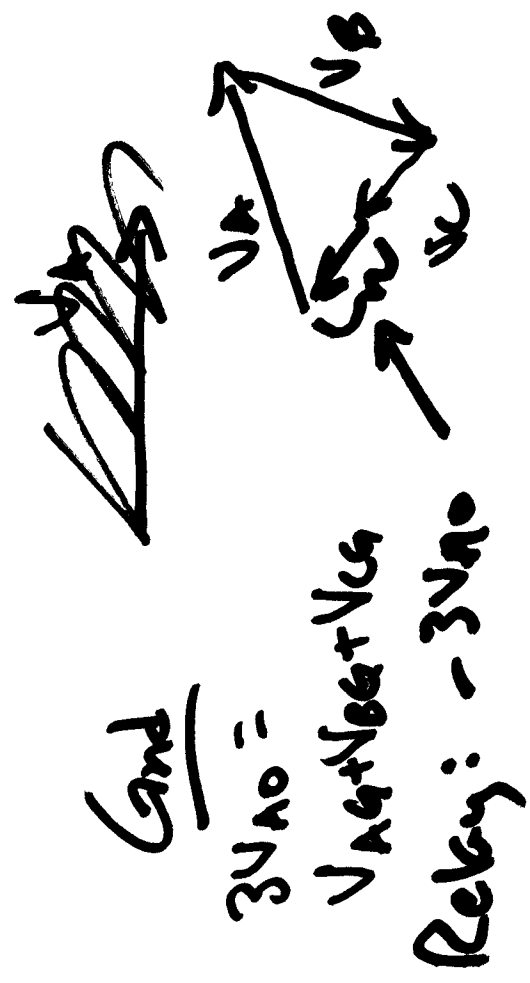 Gnd
3VA0 =
VAG+VBG+VCG
Relay: - 3VA0
VA
VB
VC